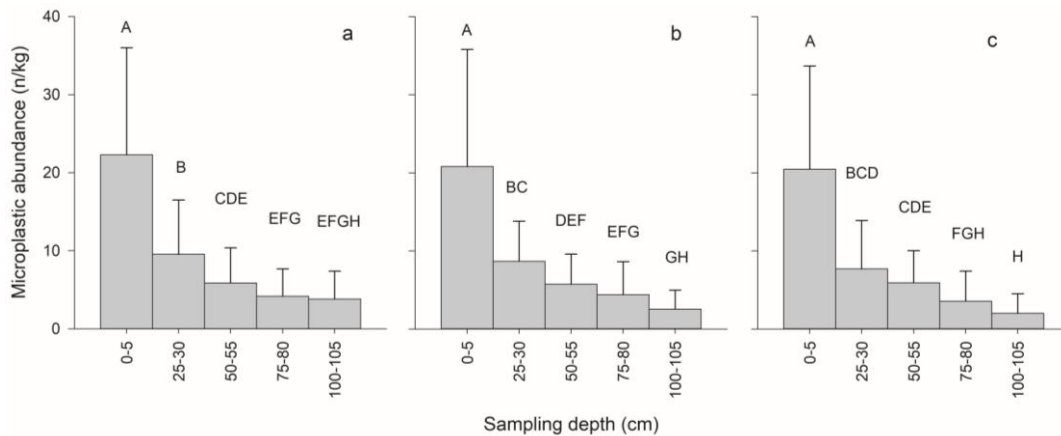 a
b
c
Microplastic abundance (n/kg)
40
30
20
10
0
A
B
CDE
EFG
EFGH
A
BC
DEF
EFG
GH
A
BCD
CDE
FGH
H
0-5
25-30
50-55
75-80
100-105
0-5
25-30
50-55
75-80
100-105
0-5
25-30
50-55
75-80
100-105
Sampling depth (cm)